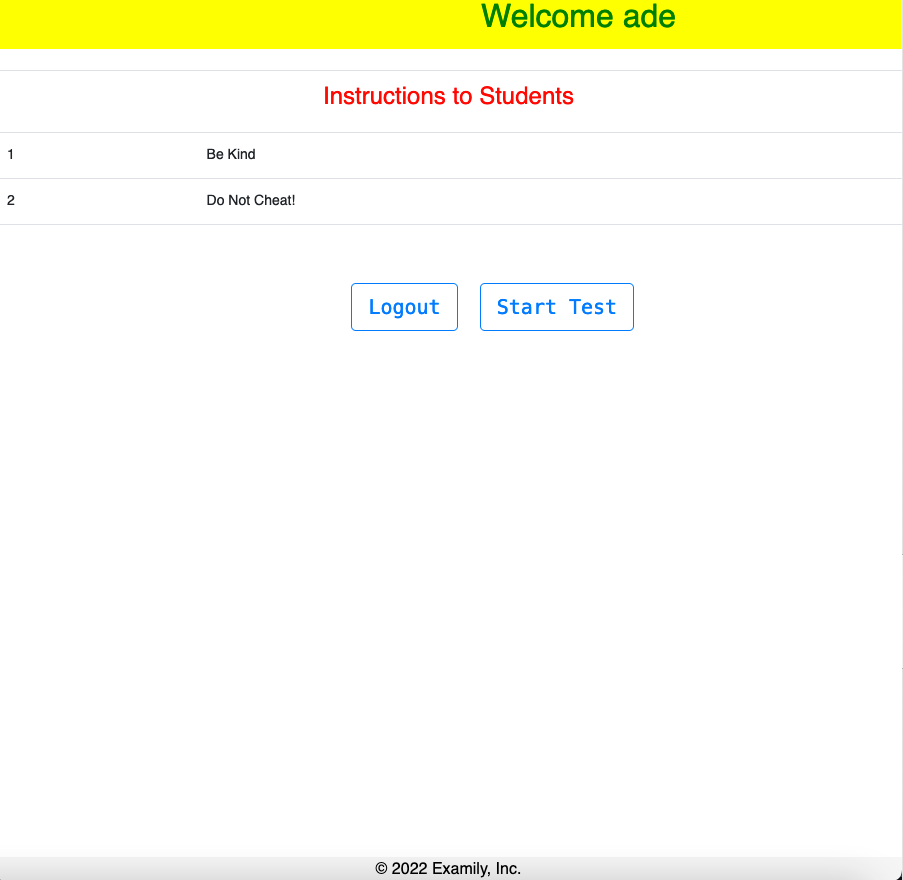 Welcome ade
Instructions to Students
1 Be Kind
2 Do Not Cheat!
Logout Start Test
© 2022 Examily, Inc.